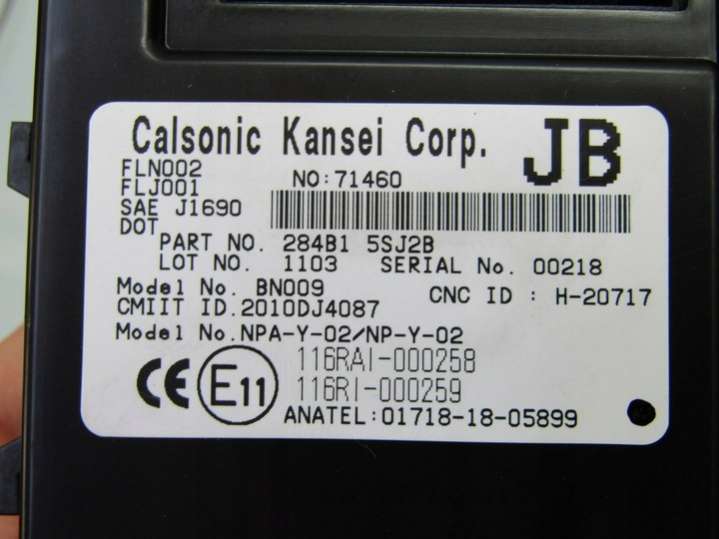 Calsonic Kansei Corp. JB
FLN002
FLJ001 NO:71460
SAE J1690
DOT
PART NO. 284B1 5SJ2B
LOT NO. 1103 SERIAL No. 00218
Model No. BN009 CNC ID : H-20717
CMIIT ID.2010DJ4087
Model No.NPA-Y-02/NP-Y-02
CE E11 116RAI-000258
116RI-000259
ANATEL:01718-18-05899